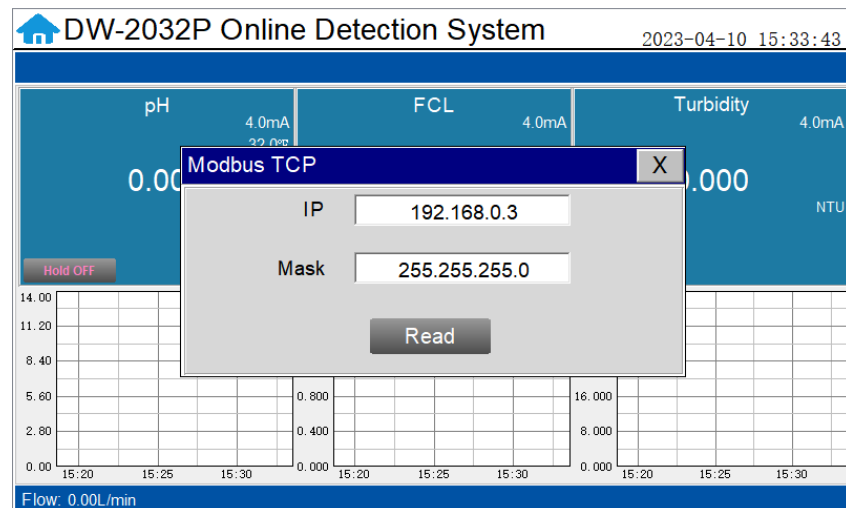 DW-2032P Online Detection System
2023-04-10 15:33:43
pH
4.0mA
32.0°F
FCL
4.0mA
Turbidity
4.0mA
NTU
Hold OFF
Modbus TCP
X
IP
192.168.0.3
Mask
255.255.255.0
Read
14.00
11.20
8.40
5.60
2.80
0.00
15:20
15:25
15:30
0.800
0.400
0.000
15:20
15:25
15:30
16.000
8.000
0.000
15:20
15:25
15:30
Flow: 0.00L/min